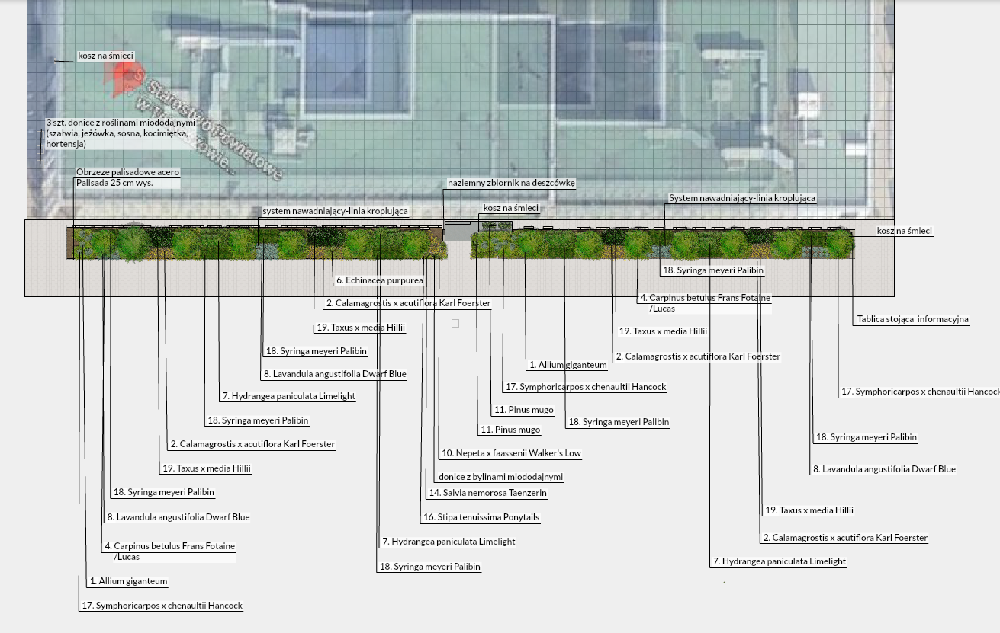 kosz na śmieci
Starostwo Powiatowe
w
3 szt. donice z roślinami miododajnymi
(szałwia, jeżówka, sosna, kocimiętka,
hortensja)
Obrzeze palisadowe acero
Palisada 25 cm wys.
naziemny zbiornik na deszcówkę
System nawadniający-linia kroplująca
kosz na śmieci
system nawadniający-linia kroplująca
kosz na śmieci
18. Syringa meyeri Palibin
6. Echinacea purpurea
4. Carpinus betulus Frans Fotaine
/Lucas
2. Calamagrostis x acutiflora Karl Foerster
Tablica stojąca informacyjna
19. Taxus x media Hillii
19. Taxus x media Hillii
18. Syringa meyeri Palibin
2. Calamagrostis x acutiflora Karl Foerster
1. Allium giganteum
8. Lavandula angustifolia Dwarf Blue
17. Symphoricarpos x chenaultii Hancock
17. Symphoricarpos x chenaultii Hancock
7. Hydrangea paniculata Limelight
11. Pinus mugo
18. Syringa meyeri Palibin
18. Syringa meyeri Palibin
11. Pinus mugo
18. Syringa meyeri Palibin
2. Calamagrostis x acutiflora Karl Foerster
10. Nepeta x faassenii Walker's Low
19. Taxus x media Hillii
8. Lavandula angustifolia Dwarf Blue
donice z bylinami miododajnymi
18. Syringa meyeri Palibin
14. Salvia nemorosa Taenzerin
19. Taxus x media Hillii
8. Lavandula angustifolia Dwarf Blue
16. Stipa tenuissima Ponytails
2. Calamagrostis x acutiflora Karl Foerster
7. Hydrangea paniculata Limelight
4. Carpinus betulus Frans Fotaine
/Lucas
7. Hydrangea paniculata Limelight
18. Syringa meyeri Palibin
1. Allium giganteum
17. Symphoricarpos x chenaultii Hancock